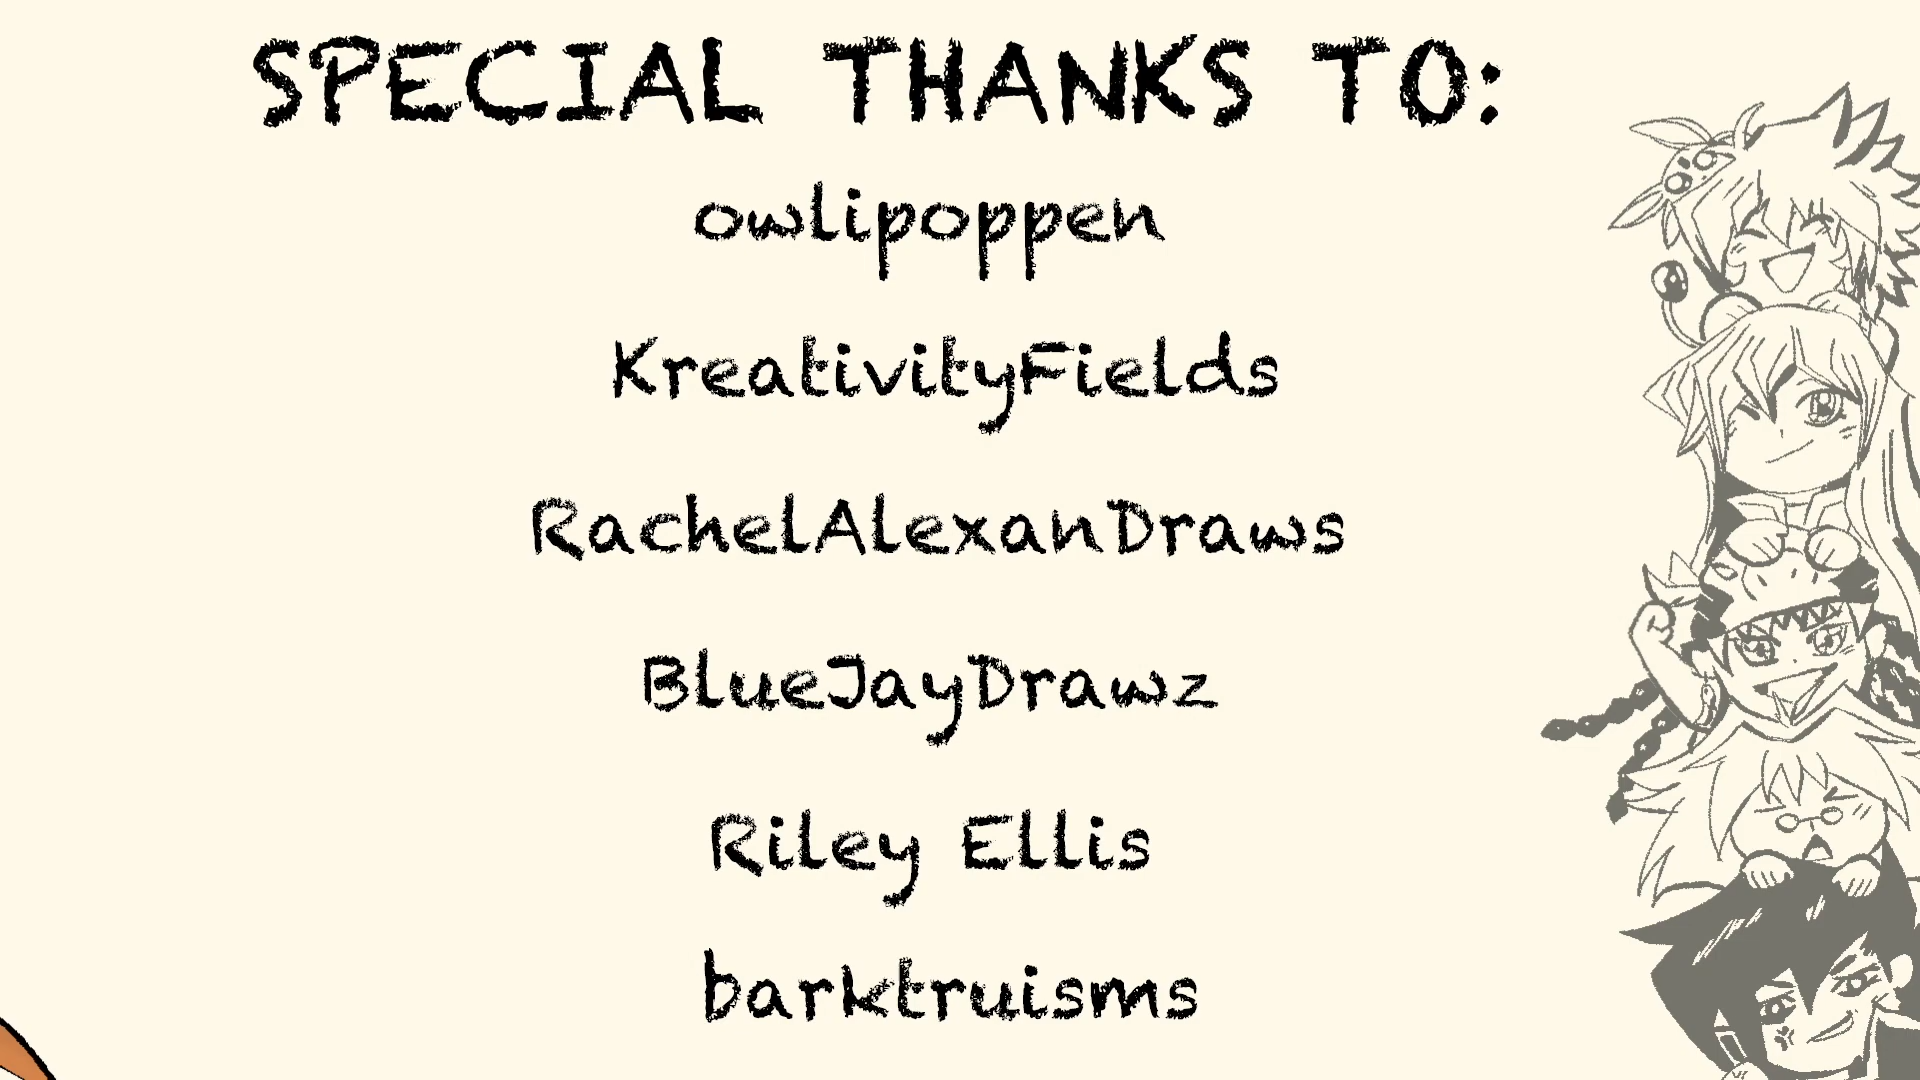 SPECIAL THANKS TO:
owlipoppen
KreativityFields
RachelAlexanDraws
BlueJayDrawz
Riley Ellis
barktruisms